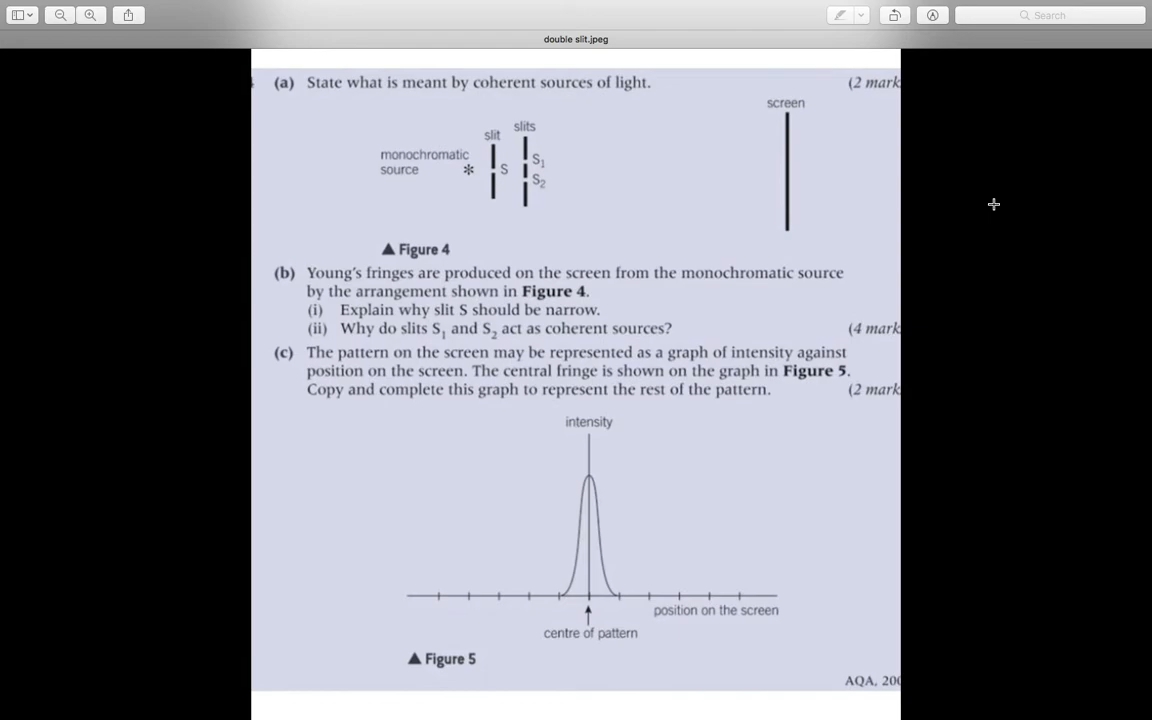 Search
double slit.jpeg
(a) State what is meant by coherent sources of light. (2 mark
screen
slits
slit
monochromatic
source * S S₁
S₂
▲ Figure 4
(b) Young's fringes are produced on the screen from the monochromatic source
by the arrangement shown in Figure 4.
(i) Explain why slit S should be narrow.
(ii) Why do slits S₁ and S₂ act as coherent sources? (4 mark
(c) The pattern on the screen may be represented as a graph of intensity against
position on the screen. The central fringe is shown on the graph in Figure 5.
Copy and complete this graph to represent the rest of the pattern. (2 mark
intensity
position on the screen
centre of pattern
▲ Figure 5
AQA, 200